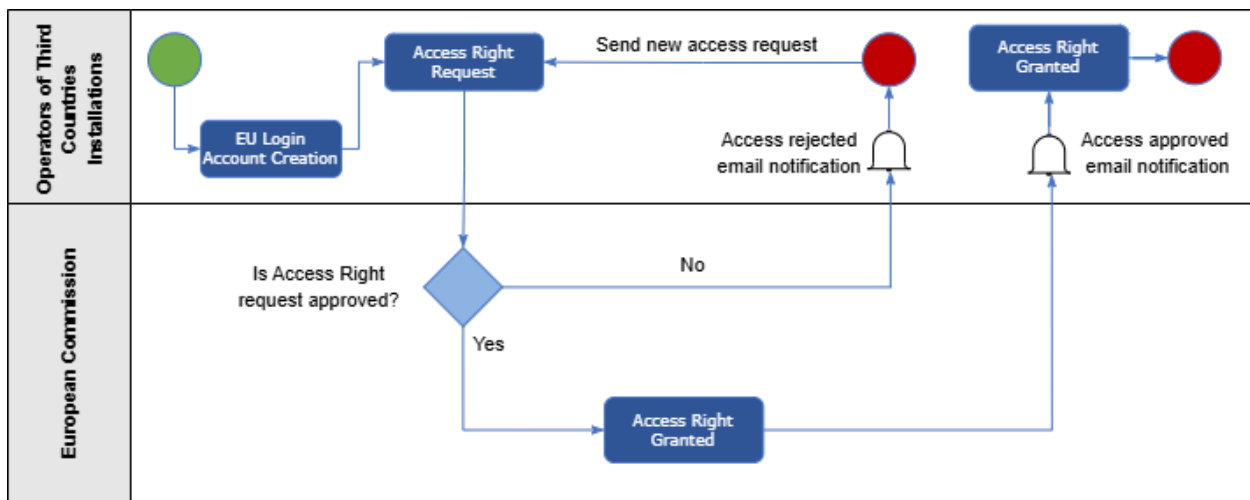 Operators of Third
Countries
Installations
EU Login
Account Creation
Access Right
Request
Send new access request
Access rejected
email notification
Access Right
Granted
Access approved
email notification
European Commission
Is Access Right
request approved?
No
Yes
Access Right
Granted